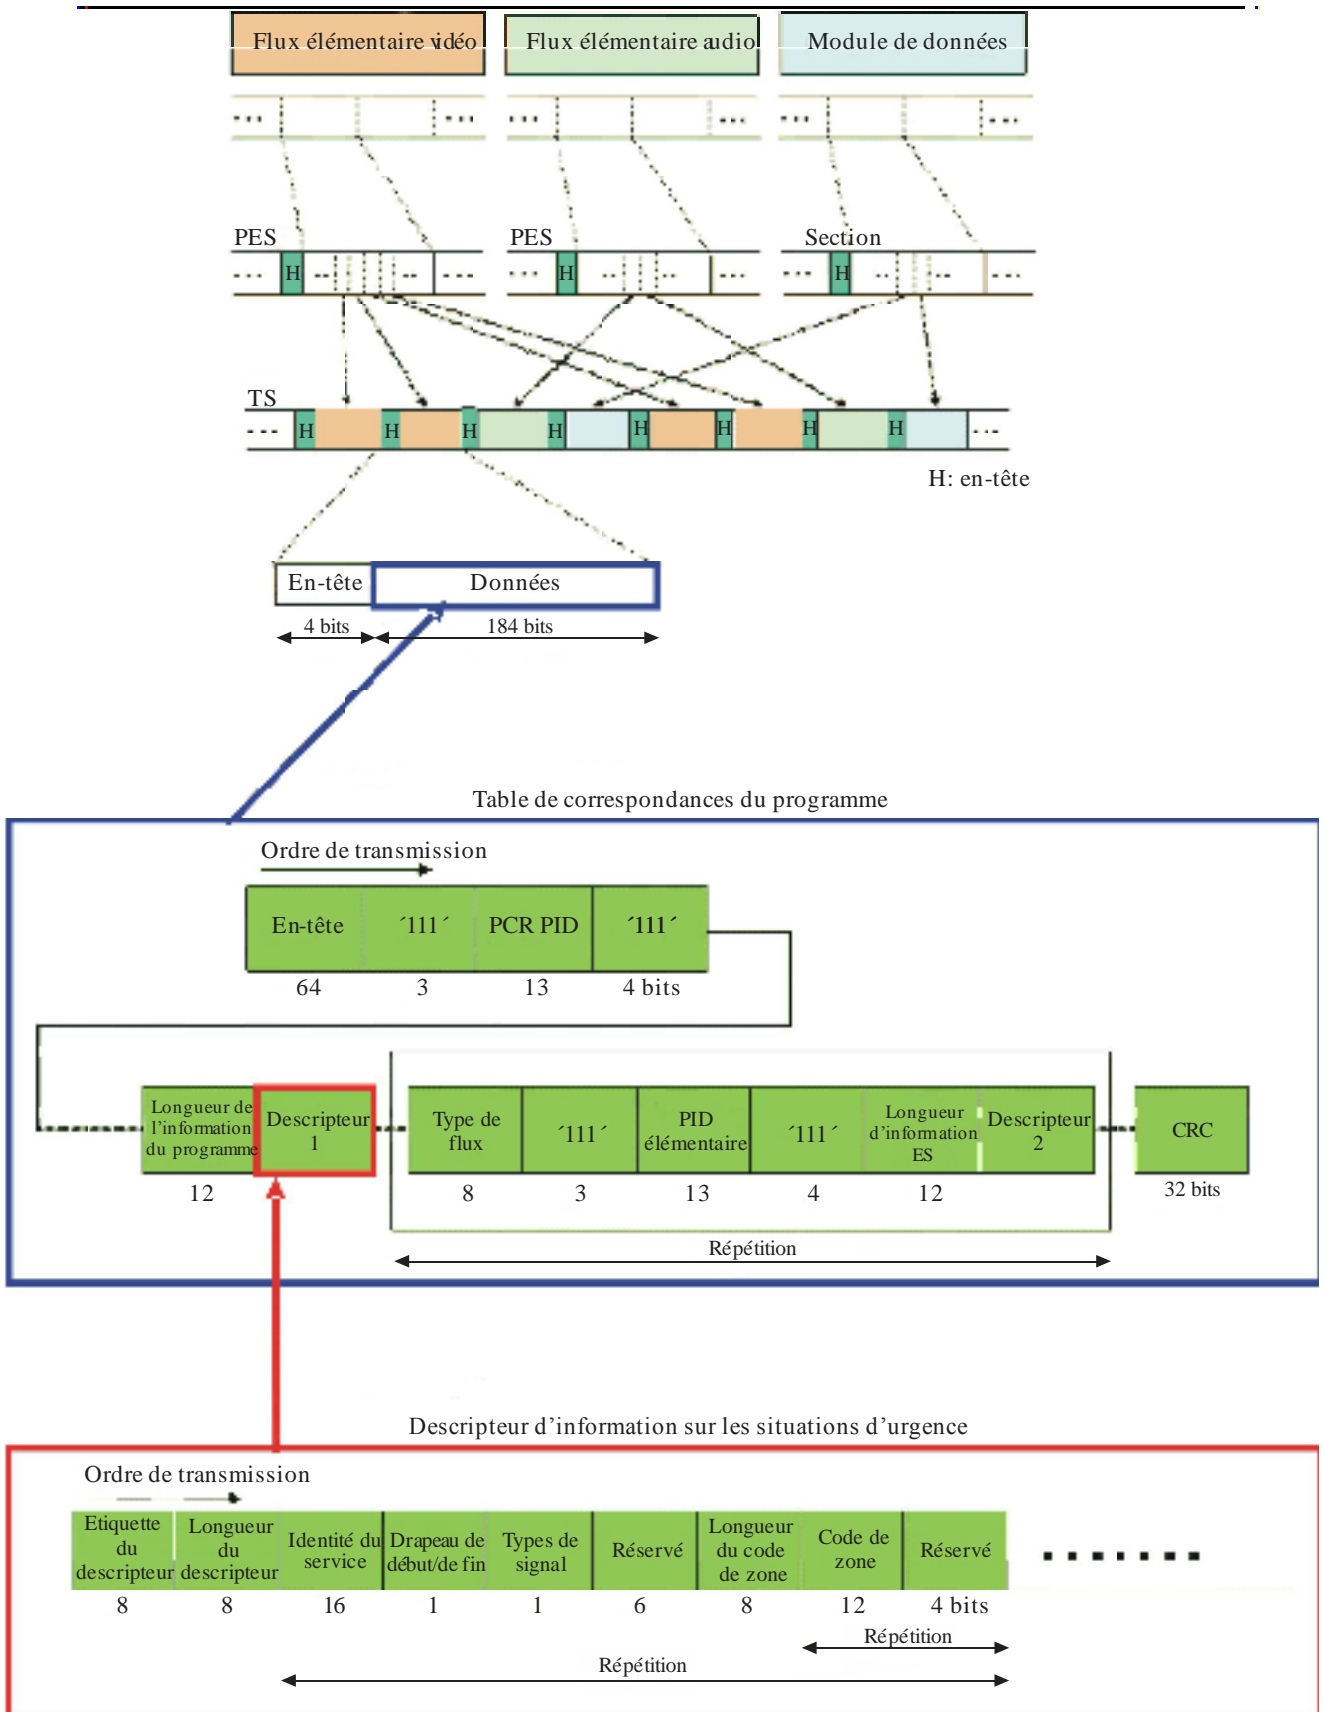 Flux élémentaire vidéo
Flux élémentaire audio
Module de données
PES
PES
Section
H
H
H
TS
H
H
H
H
H
H
H
H
H: en-tête
En-tête
Données
4 bits
184 bits
Table de correspondances du programme
Ordre de transmission
En-tête
´111´
PCR PID
´111´
64
3
13
4 bits
Longueur de
l’information
du programme
Descripteur
1
Type de
flux
´111´
PID
élémentaire
´111´
Longueur
d’information
ES
Descripteur
2
CRC
12
8
3
13
4
12
32 bits
Répétition
Descripteur d’information sur les situations d’urgence
Ordre de transmission
Etiquette
du
descripteur
Longueur
du
descripteur
Identité du
service
Drapeau de
début/de fin
Types de
signal
Réservé
Longueur
du code
de zone
Code de
zone
Réservé
8
8
16
1
1
6
8
12
4 bits
Répétition
Répétition